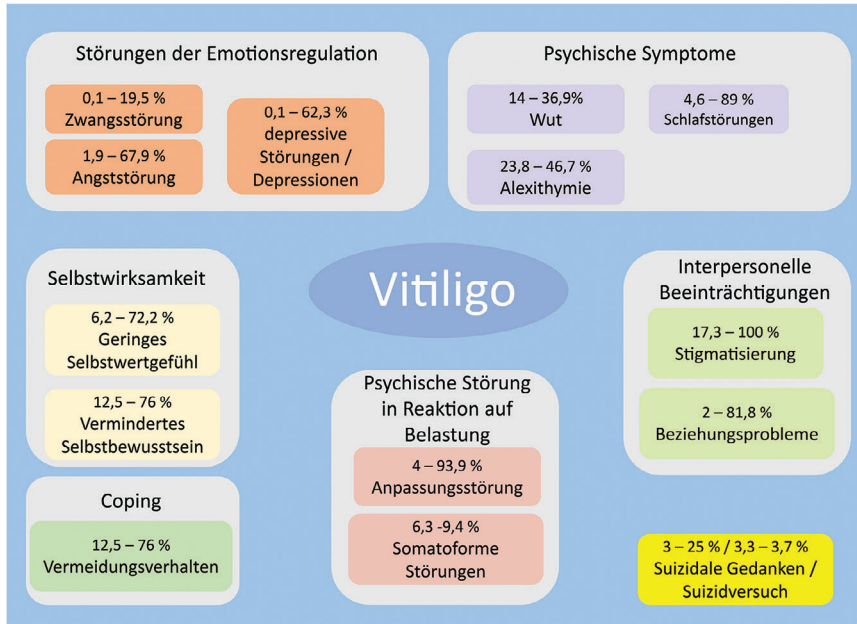 Störungen der Emotionsregulation
0,1 – 19,5 %
Zwangsstörung
1,9 – 67,9 %
Angststörung
0,1 – 62,3 %
depressive
Störungen /
Depressionen
Psychische Symptome
14 – 36,9%
Wut
4,6 – 89 %
Schlafstörungen
23,8 – 46,7 %
Alexithymie
Selbstwirksamkeit
6,2 – 72,2 %
Geringes
Selbstwertgefühl
12,5 – 76 %
Vermindertes
Selbstbewusstsein
Coping
12,5 – 76 %
Vermeidungsverhalten
Vitiligo
Psychische Störung
in Reaktion auf
Belastung
4 – 93,9 %
Anpassungsstörung
6,3 -9,4 %
Somatoforme
Störungen
Interpersonelle
Beeinträchtigungen
17,3 – 100 %
Stigmatisierung
2 – 81,8 %
Beziehungsprobleme
3 – 25 % / 3,3 – 3,7 %
Suizidale Gedanken /
Suizidversuch